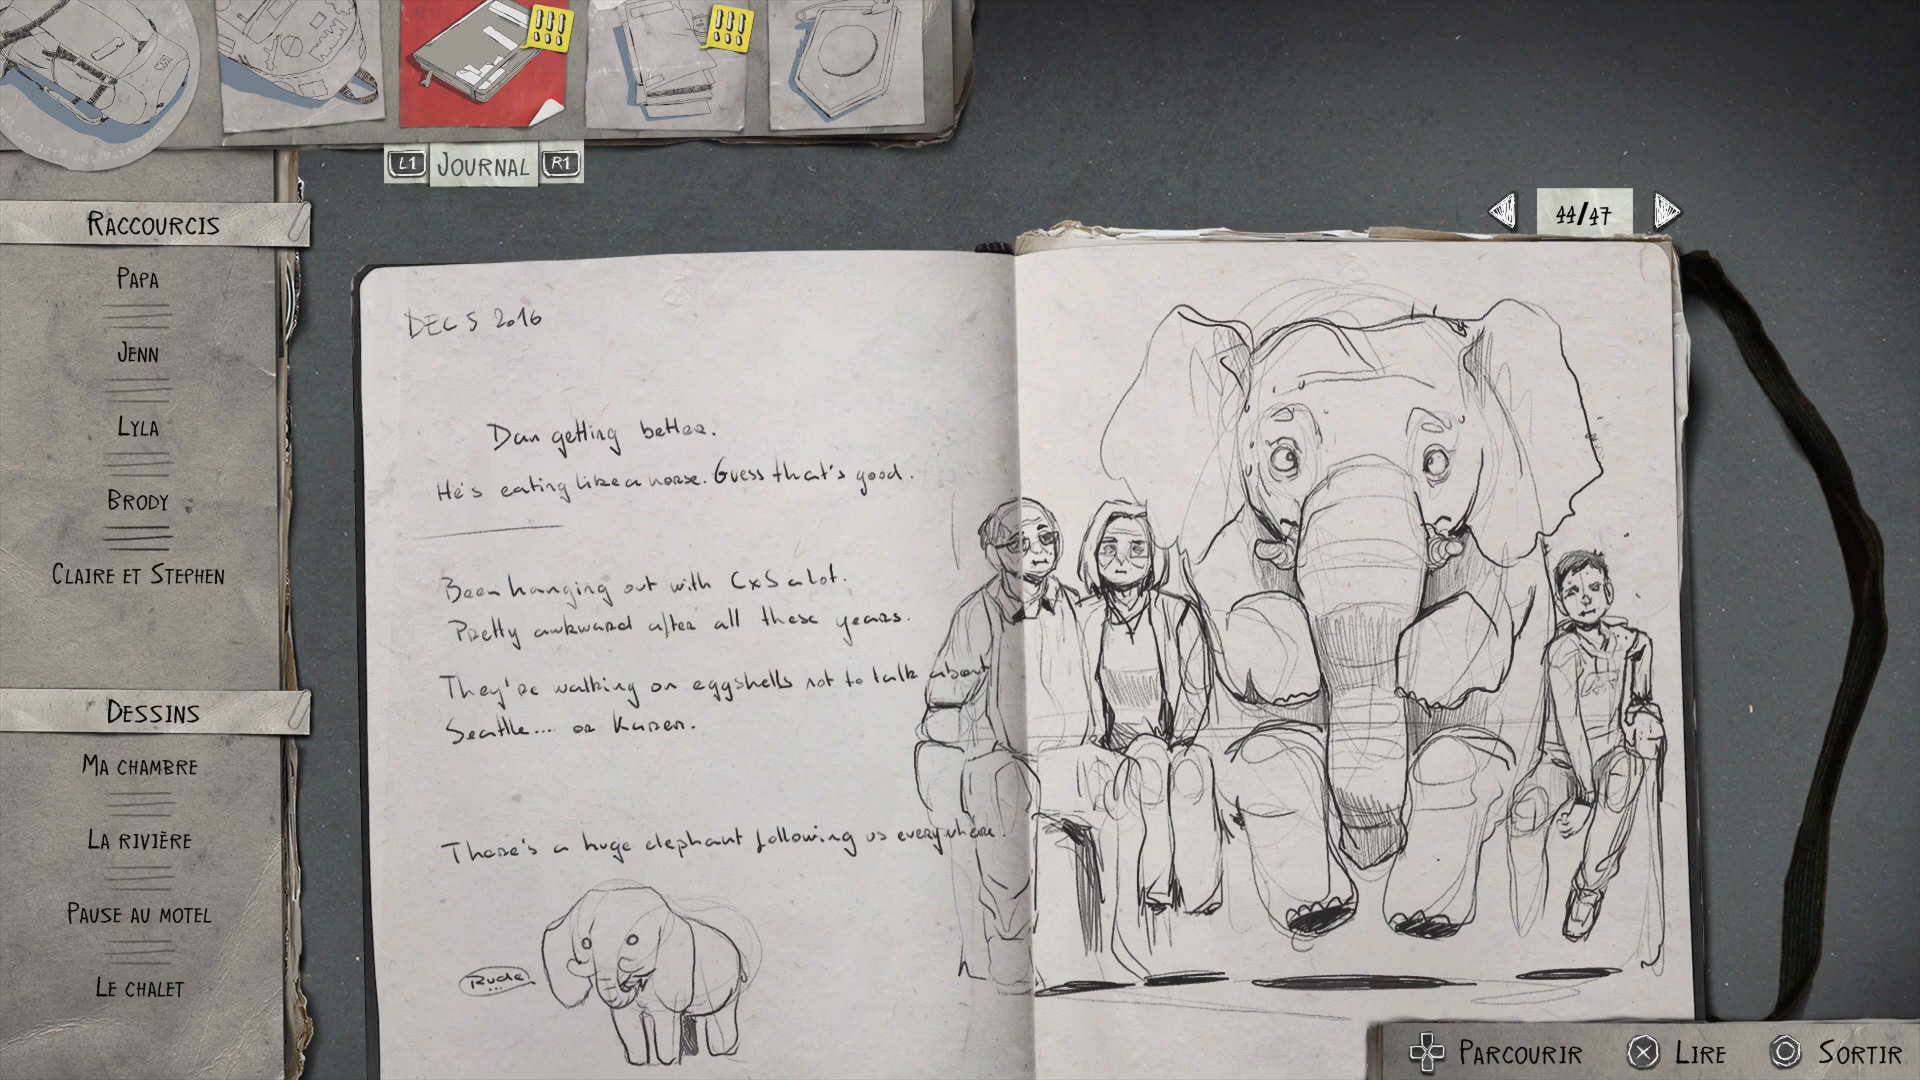 L1 JOURNAL R1
44/47
RACCOURCIS
PAPA
JENN
LYLA
BRODY
CLAIRE ET STEPHEN
DESSINS
MA CHAMBRE
LA RIVIÈRE
PAUSE AU MOTEL
LE CHALET
DEC 5 2016
Dan getting better.
He's eating like a horse. Guess that's good.
Been hanging out with CxS a lot.
Pretty awkward after all these years.
They're walking on eggshells not to talk about
Seattle... or Karen.
There's a huge elephant following us everywhere.
Rude
...
PARCOURIR
LIRE
SORTIR